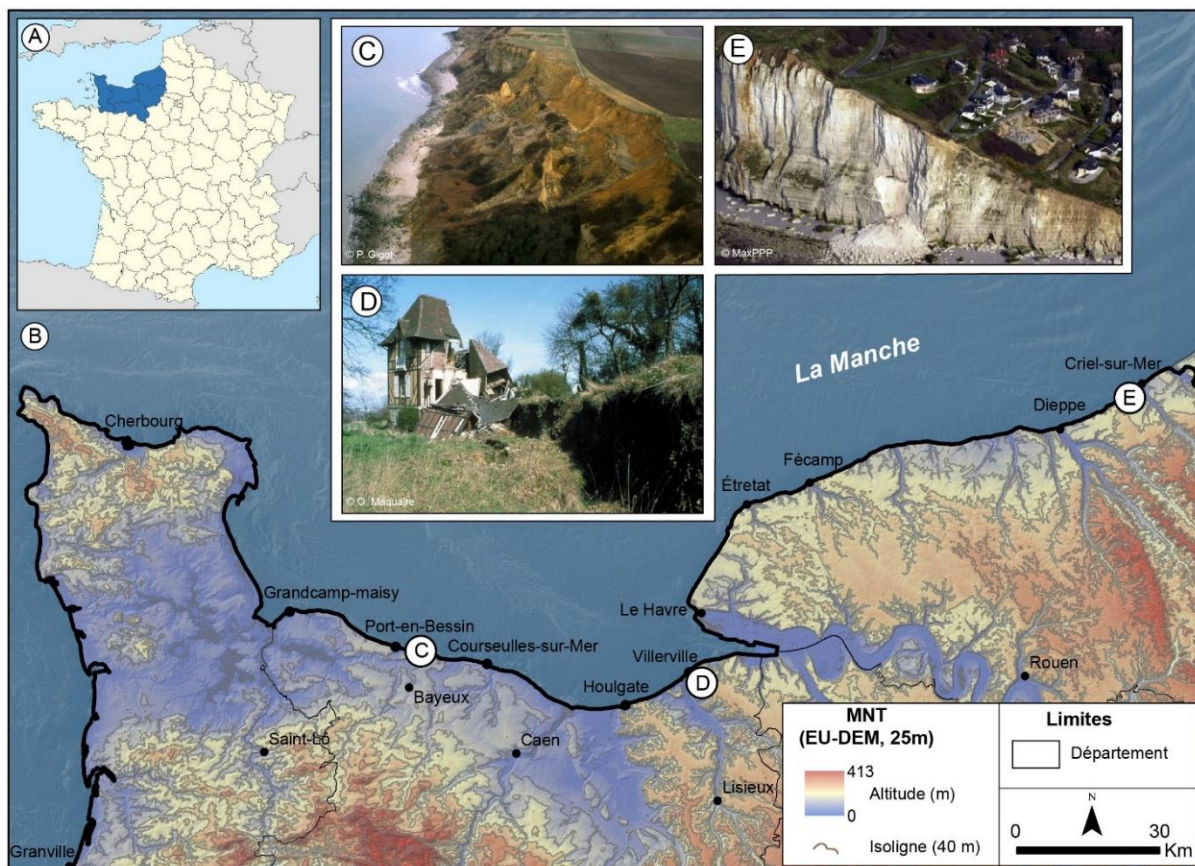 A
B
C
© P. Gigot
D
© O. Maquaire
E
© MaxPPP
La Manche
Criel-sur-Mer
E
Dieppe
Fécamp
Étretat
Cherbourg
Le Havre
Grandcamp-maisy
Port-en-Bessin
C
Courseulles-sur-Mer
Villerville
D
Houlgate
Bayeux
Rouen
Saint-Lô
Caen
Lisieux
Granville
MNT
(EU-DEM, 25m)
413
Altitude (m)
0
Isoligne (40 m)
Limites
Département
N
0 30
Km